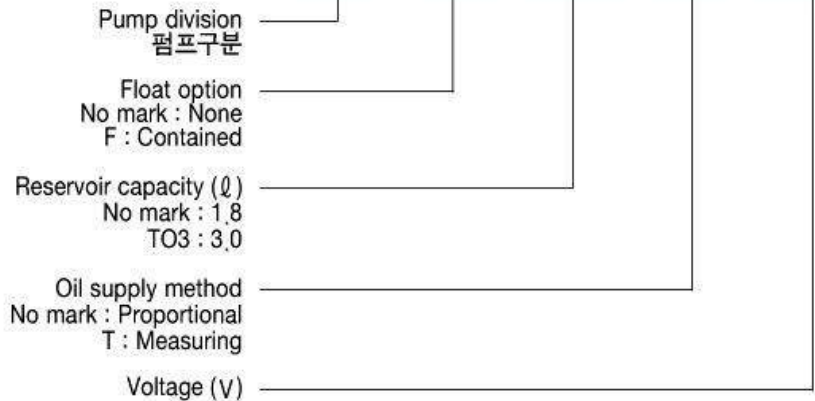 Pump division
펌프구분
Float option
No mark : None
F : Contained
Reservoir capacity (ℓ)
No mark : 1.8
TO3 : 3.0
Oil supply method
No mark : Proportional
T : Measuring
Voltage (V)